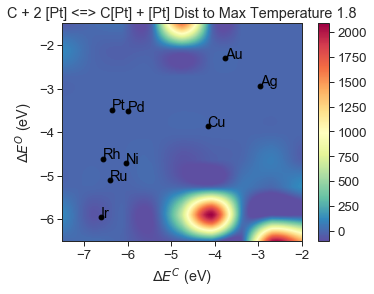 C + 2 [Pt] <=> C[Pt] + [Pt] Dist to Max Temperature 1.8
2000
1750
1500
1250
1000
750
500
250
0
−2
−3
−4
−5
−6
ΔE^O (eV)
Au
Ag
Pt
Pd
Cu
Rh
Ni
Ru
Ir
−7
−6
−5
−4
−3
−2
ΔE^C (eV)